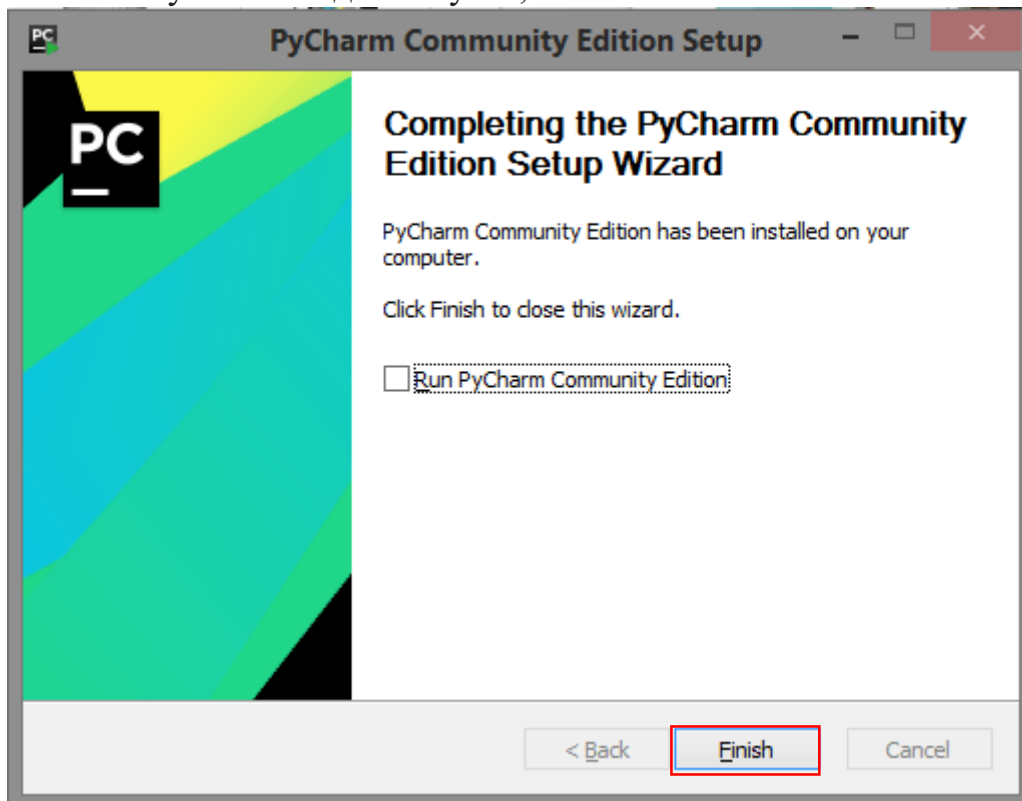 PyCharm Community Edition Setup
PC
Completing the PyCharm Community
Edition Setup Wizard
PyCharm Community Edition has been installed on your
computer.
Click Finish to close this wizard.
Run PyCharm Community Edition
< Back Finish Cancel